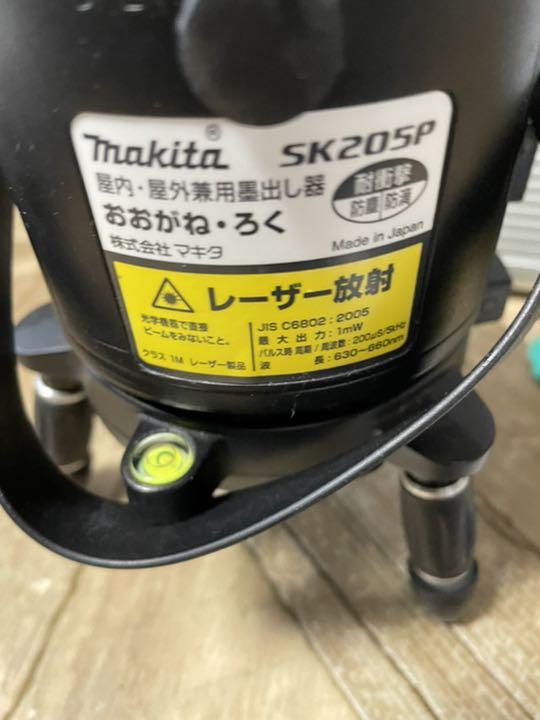 makita® SK205P
屋内・屋外兼用墨出し器
おおがね・ろく
株式会社 マキタ
耐衝撃
防塵 防滴
Made in Japan
レーザー放射
光学機器で直接
ビームをみないこと。
クラス 1M レーザー製品
JIS C6802 : 2005
最大出力 : 1mW
パルス時 周期 / 周波数 : 200μS/5kHz
波長 : 630-660nm